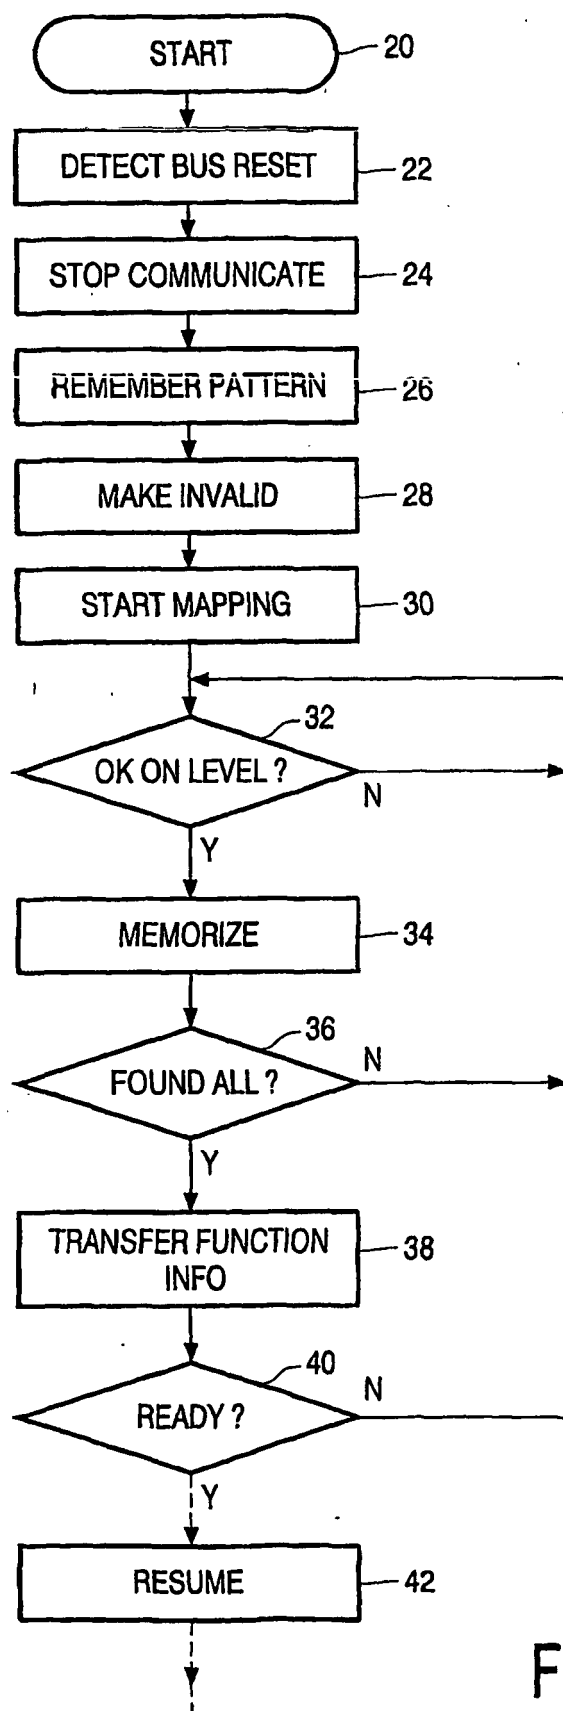 START
20
DETECT BUS RESET
22
STOP COMMUNICATE
24
REMEMBER PATTERN
26
MAKE INVALID
28
START MAPPING
30
32
OK ON LEVEL ?
N
Y
MEMORIZE
34
36
FOUND ALL ?
N
Y
TRANSFER FUNCTION
INFO
38
40
READY ?
N
Y
RESUME
42
F